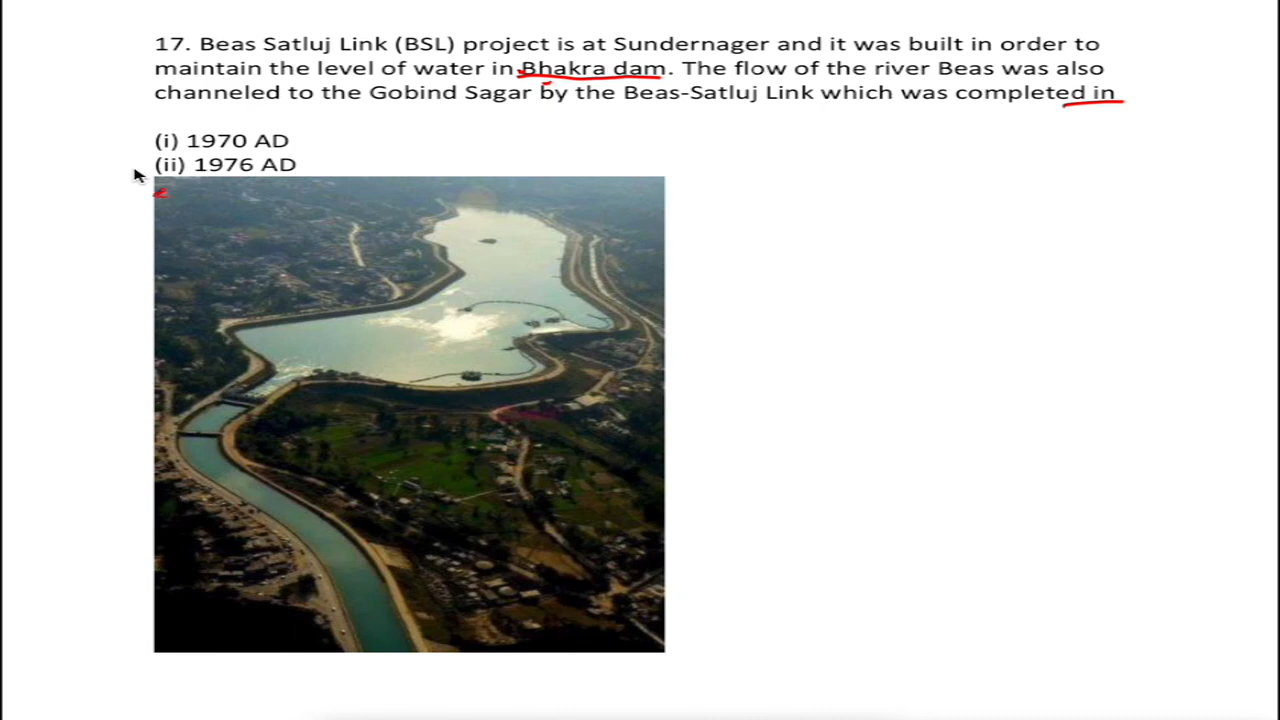 17. Beas Satluj Link (BSL) project is at Sundernager and it was built in order to
maintain the level of water in Bhakra dam. The flow of the river Beas was also
channeled to the Gobind Sagar by the Beas-Satluj Link which was completed in
(i) 1970 AD
(ii) 1976 AD